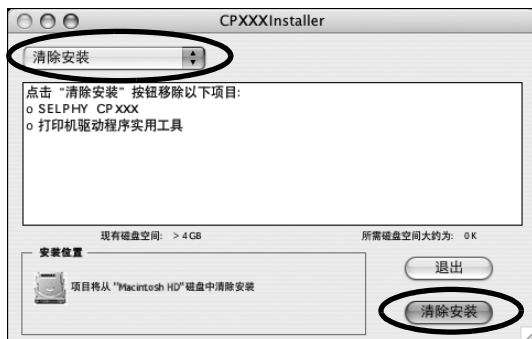 CPXXXInstaller
清除安装
点击 “清除安装” 按钮移除以下项目:
o SELPHY CP XXX
o 打印机驱动程序实用工具
现有磁盘空间: > 4 GB
所需磁盘空间大约为: 0 K
安装位置
项目将从 "Macintosh HD" 磁盘中清除安装
退出
清除安装